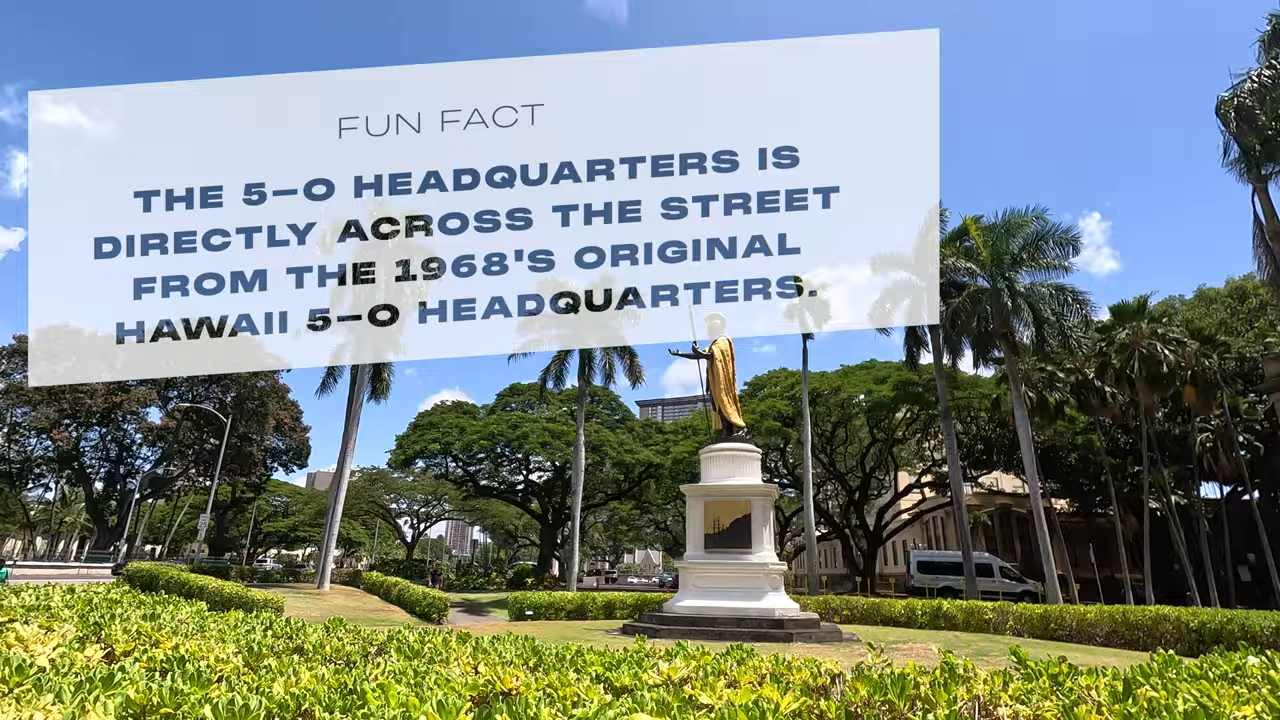 FUN FACT
THE 5-0 HEADQUARTERS IS
DIRECTLY ACROSS THE STREET
FROM THE 1968'S ORIGINAL
HAWAII 5-0 HEADQUARTERS.